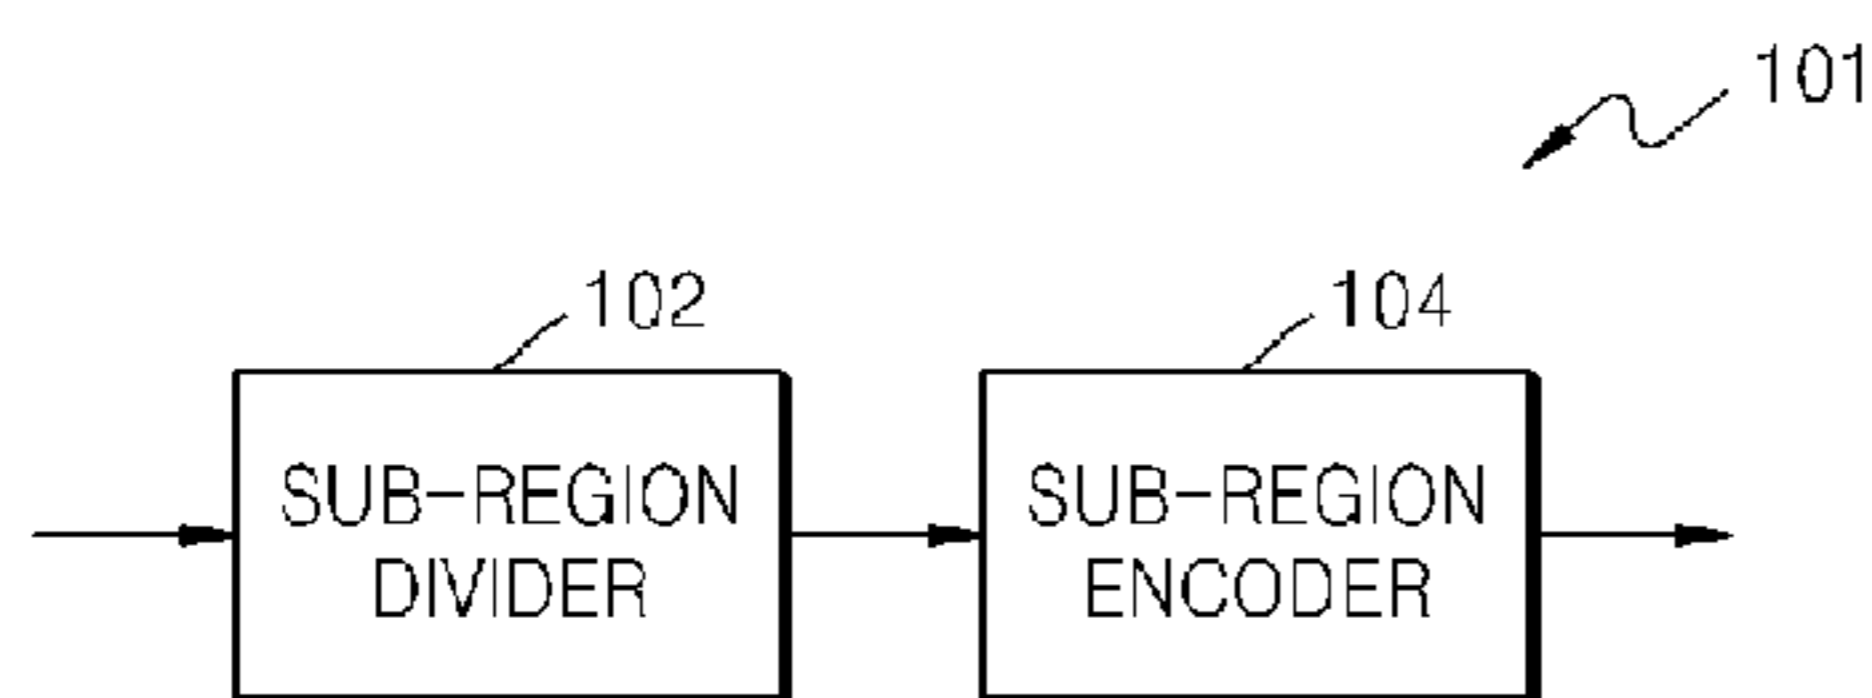 101
102
104
SUB-REGION
DIVIDER
SUB-REGION
ENCODER